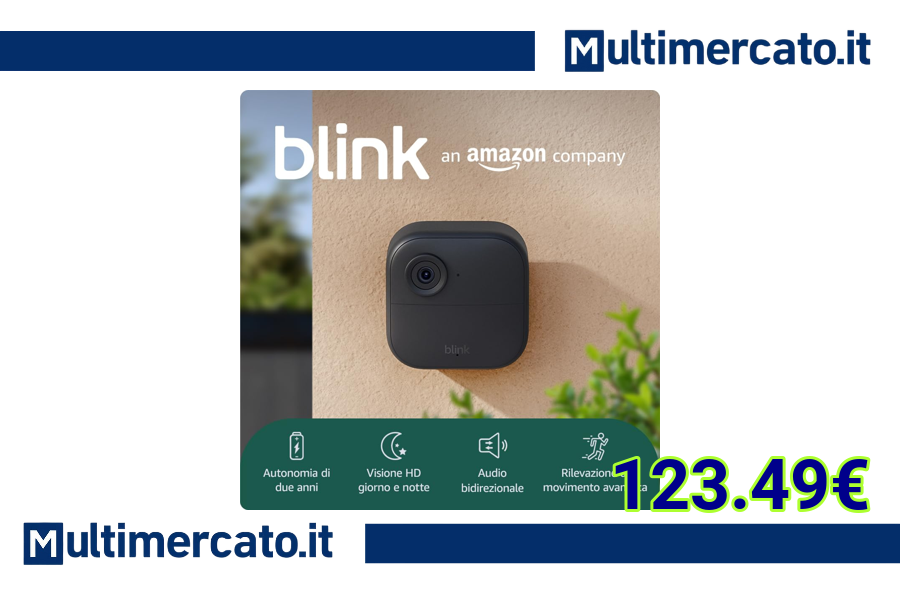 Multimercato.it
blink an amazon company
blink
Autonomia di due anni
Visione HD giorno e notte
Audio bidirezionale
Rilevazione movimento
123.49€
Multimercato.it